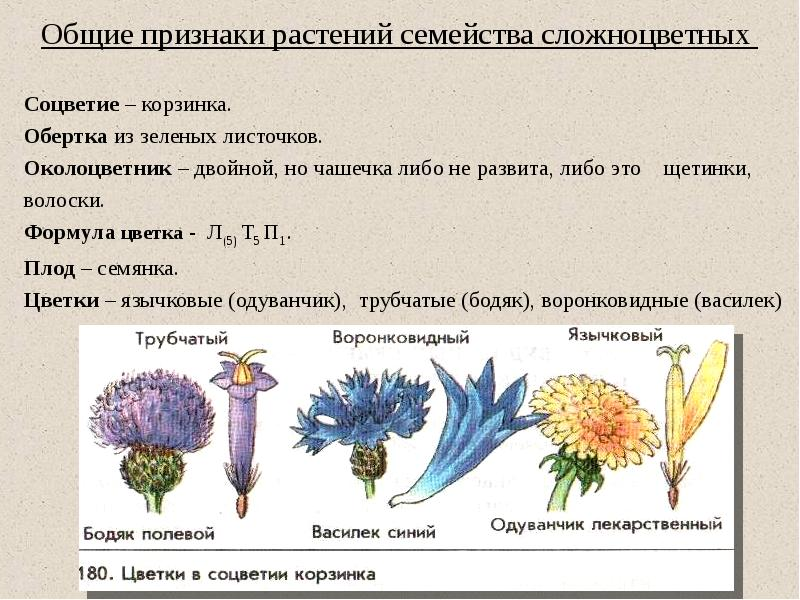 Общие признаки растений семейства сложноцветных
Соцветие – корзинка.
Обертка из зеленых листочков.
Околоцветник – двойной, но чашечка либо не развита, либо это щетинки,
волоски.
Формула цветка - Л(5) Т5 П1.
Плод – семянка.
Цветки – язычковые (одуванчик), трубчатые (бодяк), воронковидные (василек)
Трубчатый Воронковидный Язычковый
Бодяк полевой Василек синий Одуванчик лекарственный
180. Цветки в соцветии корзинка